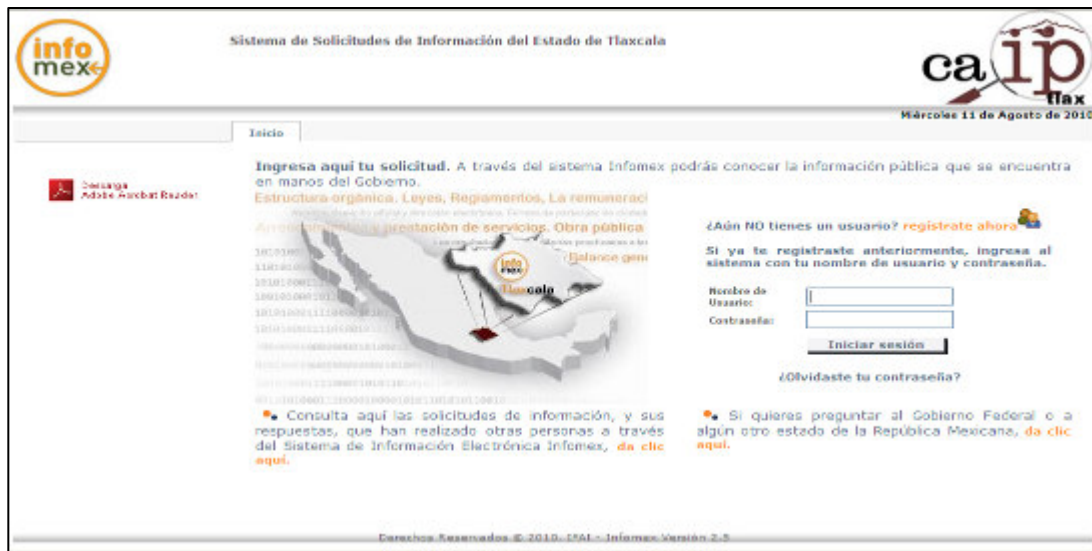 info
mex
Sistema de Solicitudes de Información del Estado de Tlaxcala
ca ip
tlax
Miércoles 11 de Agosto de 2010
Inicio
Descarga
Adobe Acrobat Reader
Ingresa aquí tu solicitud. A través del sistema Infomex podrás conocer la información pública que se encuentra
en manos del Gobierno.
Estructura orgánica, Leyes, Reglamentos, La remuneraci
prestación de servicios. Obra pública
Balance gene
info
mex
Tlaxcala
¿Aún NO tienes un usuario? regístrate ahora
Si ya te registraste anteriormente, ingresa al
sistema con tu nombre de usuario y contraseña.
Nombre de
Usuario:
Contraseña:
Iniciar sesión
¿Olvidaste tu contraseña?
Consulta aquí las solicitudes de información, y sus
respuestas, que han realizado otras personas a través
del Sistema de Información Electrónica Infomex, da clic
aquí.
Si quieres preguntar al Gobierno Federal o a
algún otro estado de la República Mexicana, da clic
aquí.
Derechos Reservados © 2010. IFAI - Infomex Versión 2.5